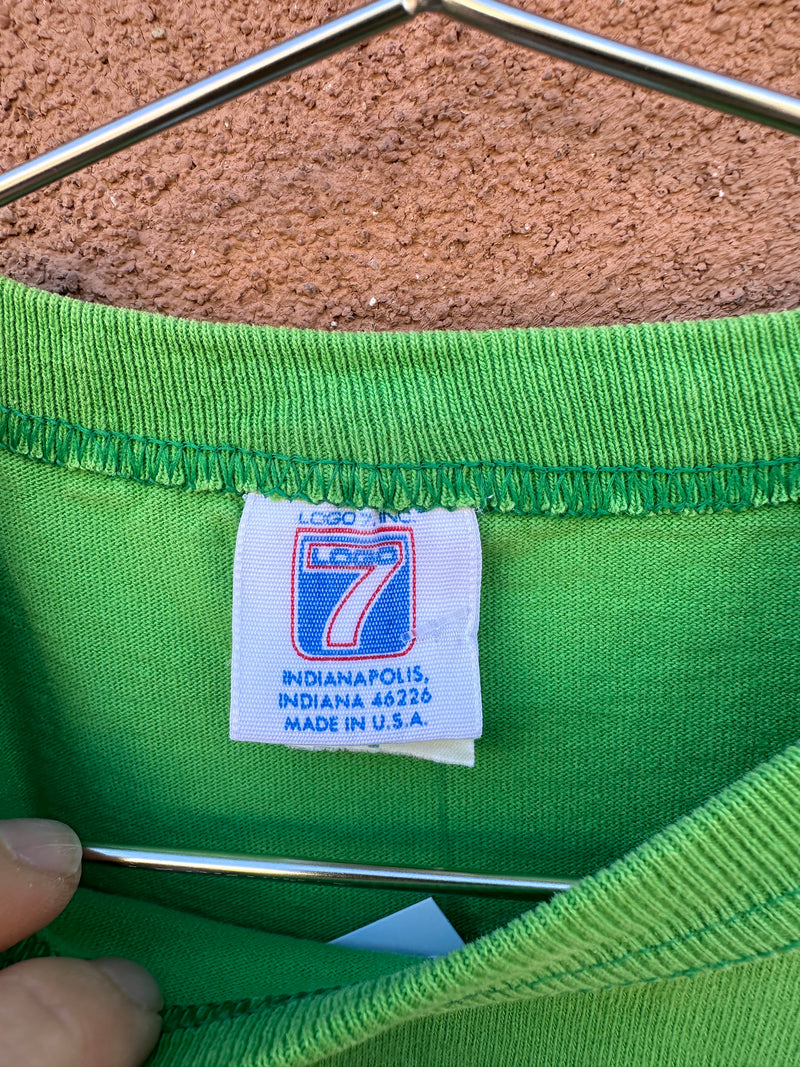 LOGO 7, INC
LOGO
7
INDIANAPOLIS,
INDIANA 46226
MADE IN U.S.A.